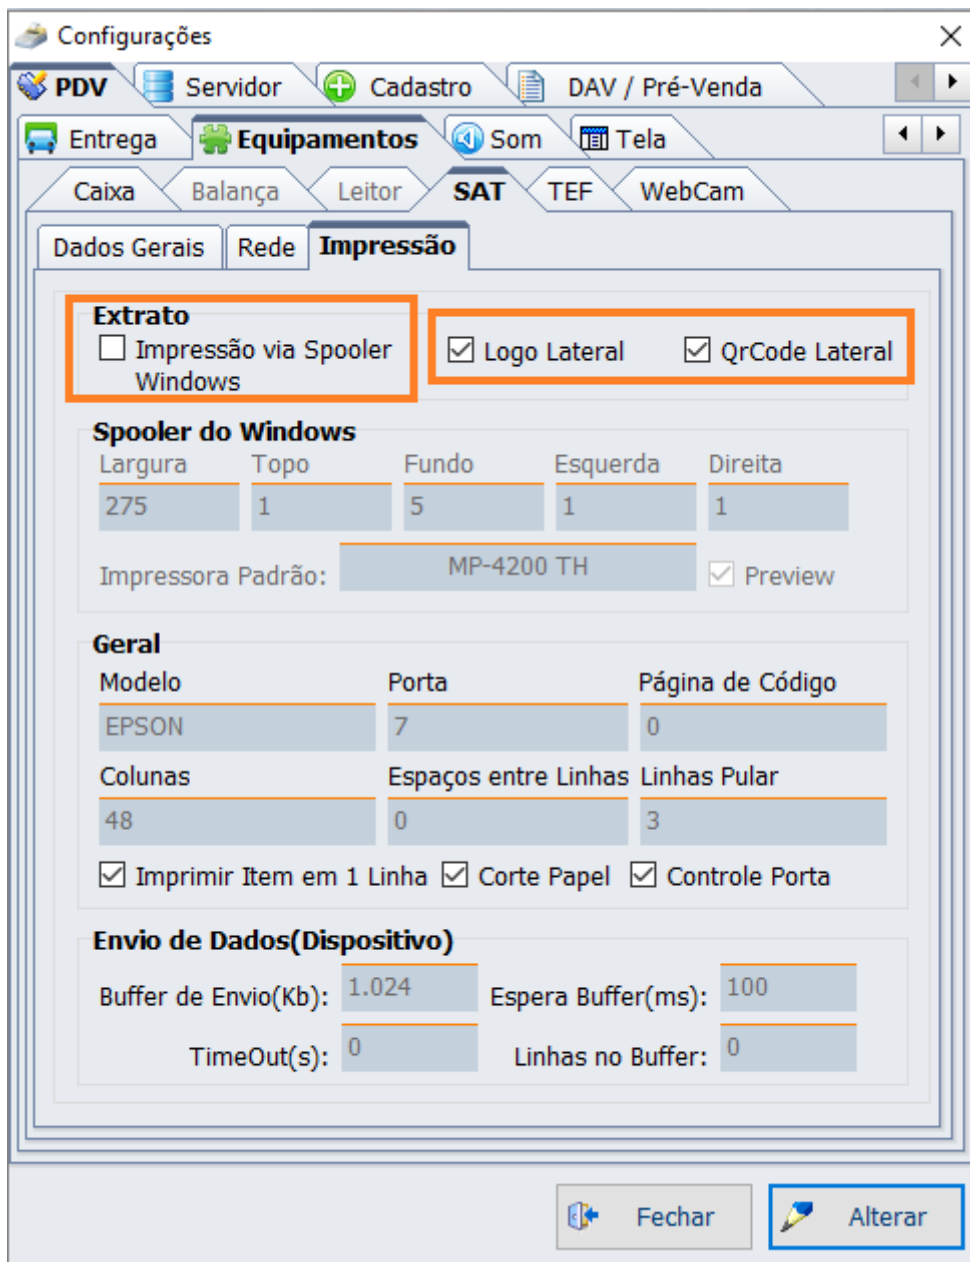 Configurações
PDV Servidor Cadastro DAV / Pré-Venda
Entrega Equipamentos Som Tela
Caixa Balança Leitor SAT TEF WebCam
Dados Gerais Rede Impressão
Extrato
Impressão via Spooler Windows
Logo Lateral QrCode Lateral
Spooler do Windows
Largura Topo Fundo Esquerda Direita
275 1 5 1 1
Impressora Padrão: MP-4200 TH Preview
Geral
Modelo Porta Página de Código
EPSON 7 0
Colunas Espaços entre Linhas Linhas Pular
48 0 3
Imprimir Item em 1 Linha Corte Papel Controle Porta
Envio de Dados(Dispositivo)
Buffer de Envio(Kb): 1.024 Espera Buffer(ms): 100
TimeOut(s): 0 Linhas no Buffer: 0
Fechar Alterar